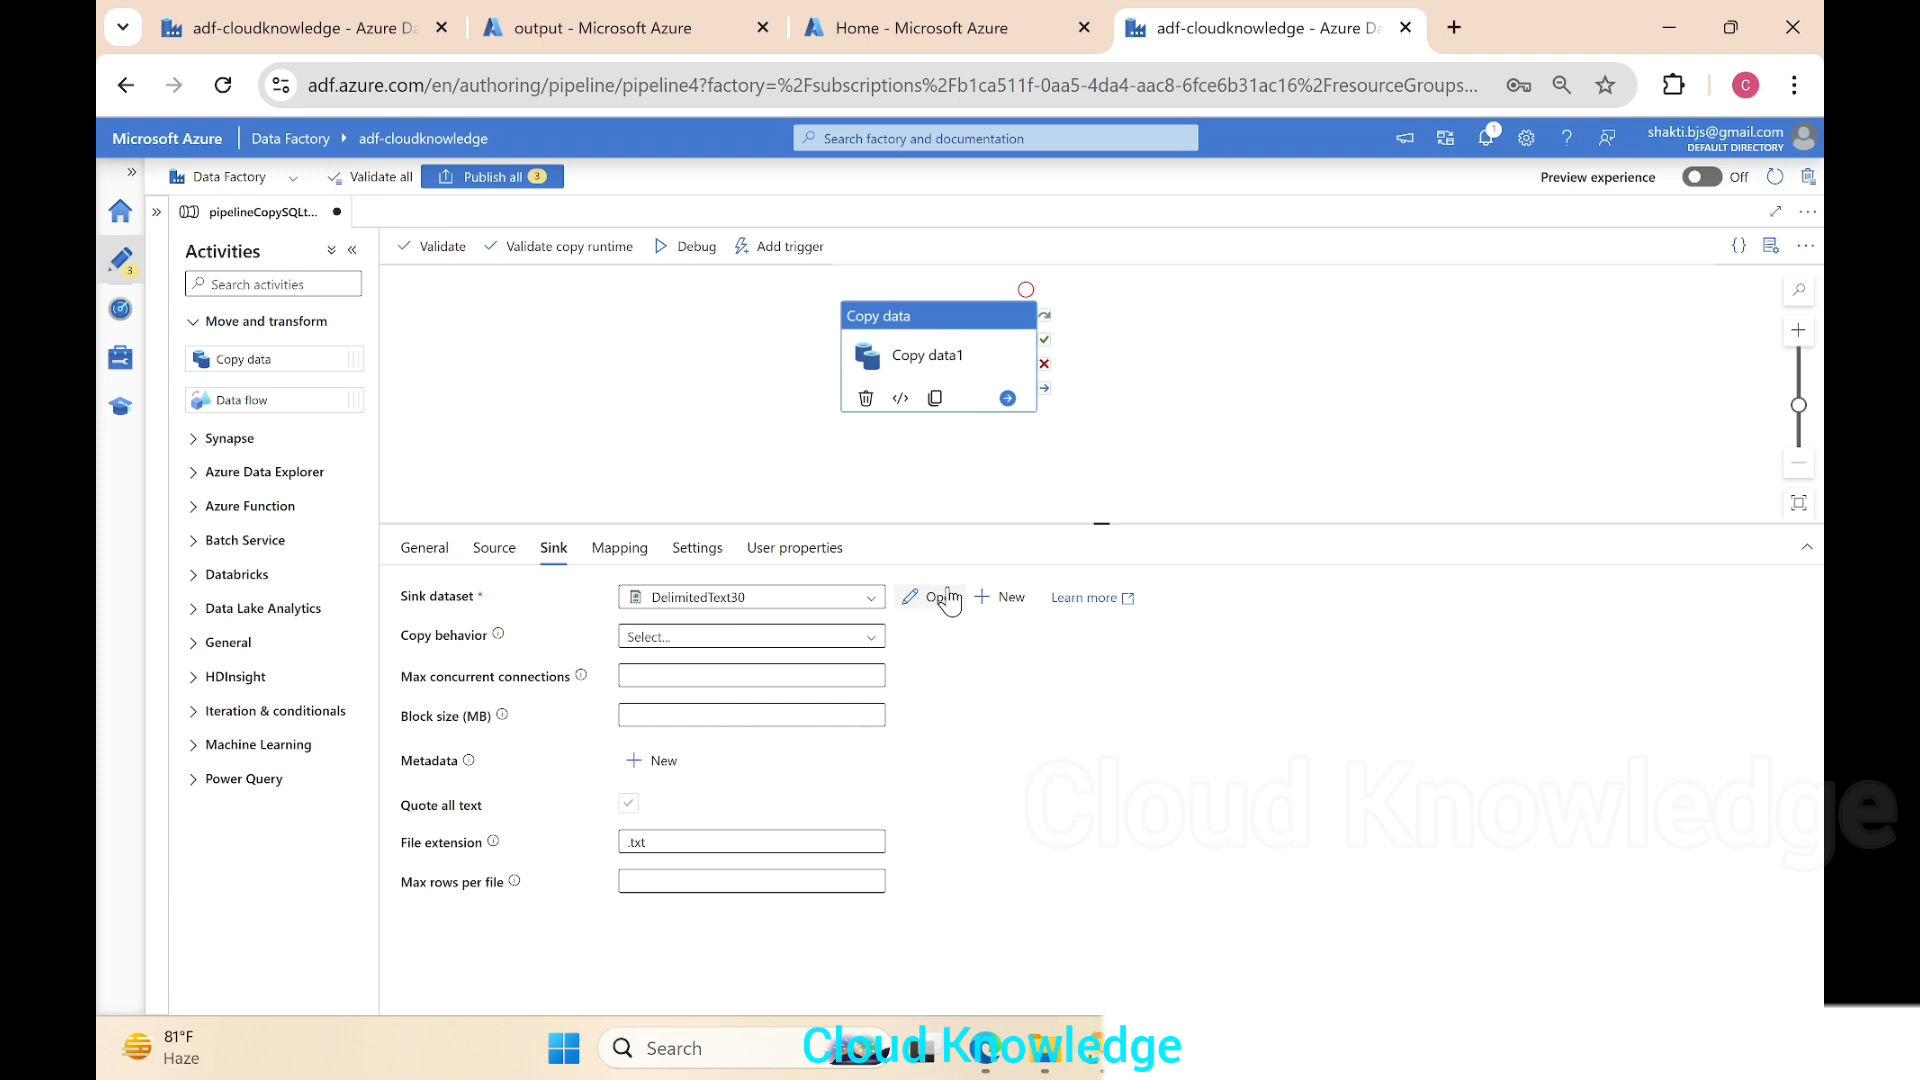 adf-cloudknowledge - Azure Da
output - Microsoft Azure
Home - Microsoft Azure
adf-cloudknowledge - Azure Da
adf.azure.com/en/authoring/pipeline/pipeline4?factory=%2Fsubscriptions%2Fb1ca511f-0aa5-4da4-aac8-6fce6b31ac16%2FresourceGroups...
C
Microsoft Azure
Data Factory
adf-cloudknowledge
Search factory and documentation
1
shakti.bjs@gmail.com
DEFAULT DIRECTORY
Data Factory
Validate all
Publish all
3
Preview experience
Off
pipelineCopySQLt...
Activities
Validate
Validate copy runtime
Debug
Add trigger
3
Search activities
Move and transform
Copy data
Data flow
Synapse
Azure Data Explorer
Azure Function
Batch Service
Databricks
Data Lake Analytics
General
HDInsight
Iteration & conditionals
Machine Learning
Power Query
Copy data
Copy data1
General
Source
Sink
Mapping
Settings
User properties
Sink dataset *
DelimitedText30
New
Learn more
Copy behavior
Select...
Max concurrent connections
Block size (MB)
Metadata
New
Quote all text
File extension
.txt
Max rows per file
Cloud Knowledge
81°F
Haze
Search
Cloud Knowledge